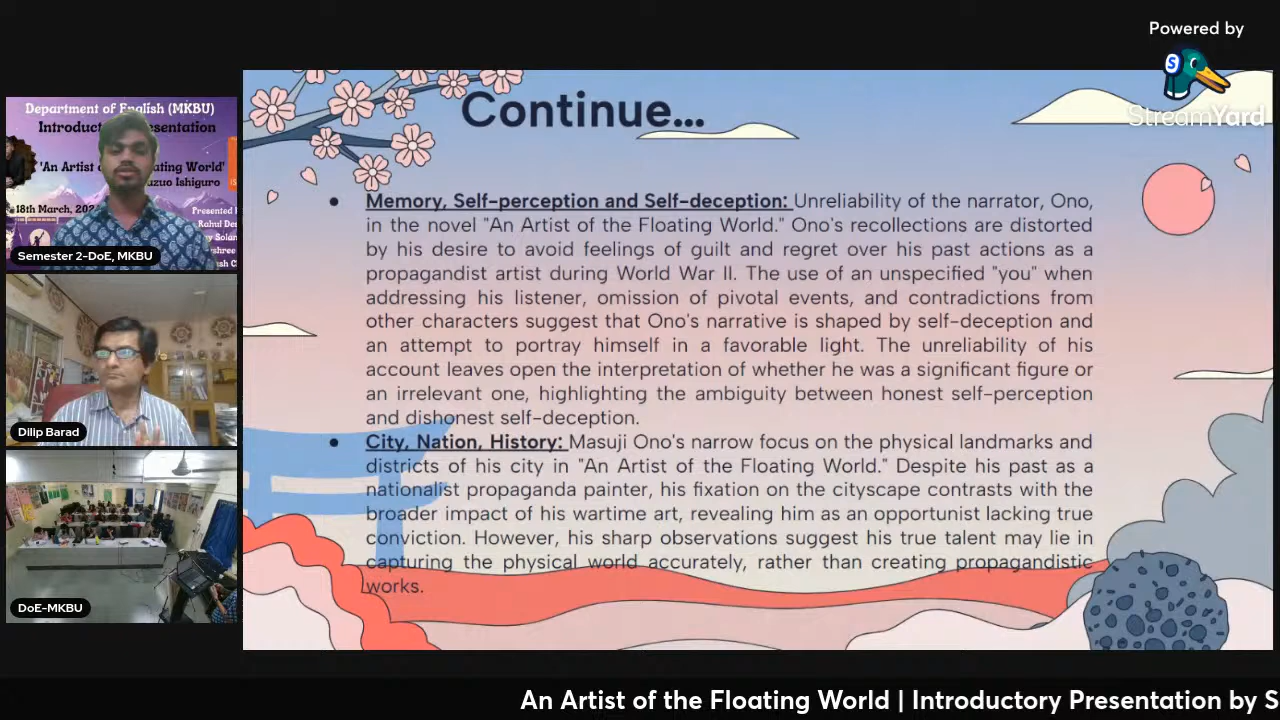 Powered by
StreamYard
Continue...
Department of English (MKBU)
Introduct
entation
'An Artist
ating World'
Ishiguro
18th March,
Presented
Rahul
Semester 2-DoE, MKBU
Dilip Barad
DoE-MKBU
● Memory, Self-perception and Self-deception: Unreliability of the narrator, Ono,
in the novel "An Artist of the Floating World." Ono's recollections are distorted
by his desire to avoid feelings of guilt and regret over his past actions as a
propagandist artist during World War II. The use of an unspecified "you" when
addressing his listener, omission of pivotal events, and contradictions from
other characters suggest that Ono's narrative is shaped by self-deception and
an attempt to portray himself in a favorable light. The unreliability of his
account leaves open the interpretation of whether he was a significant figure or
an irrelevant one, highlighting the ambiguity between honest self-perception
and dishonest self-deception.
● City, Nation, History: Masuji Ono's narrow focus on the physical landmarks and
districts of his city in "An Artist of the Floating World." Despite his past as a
nationalist propaganda painter, his fixation on the cityscape contrasts with the
broader impact of his wartime art, revealing him as an opportunist lacking true
conviction. However, his sharp observations suggest his true talent may lie in
capturing the physical world accurately, rather than creating propagandistic
works.
An Artist of the Floating World | Introductory Presentation by S